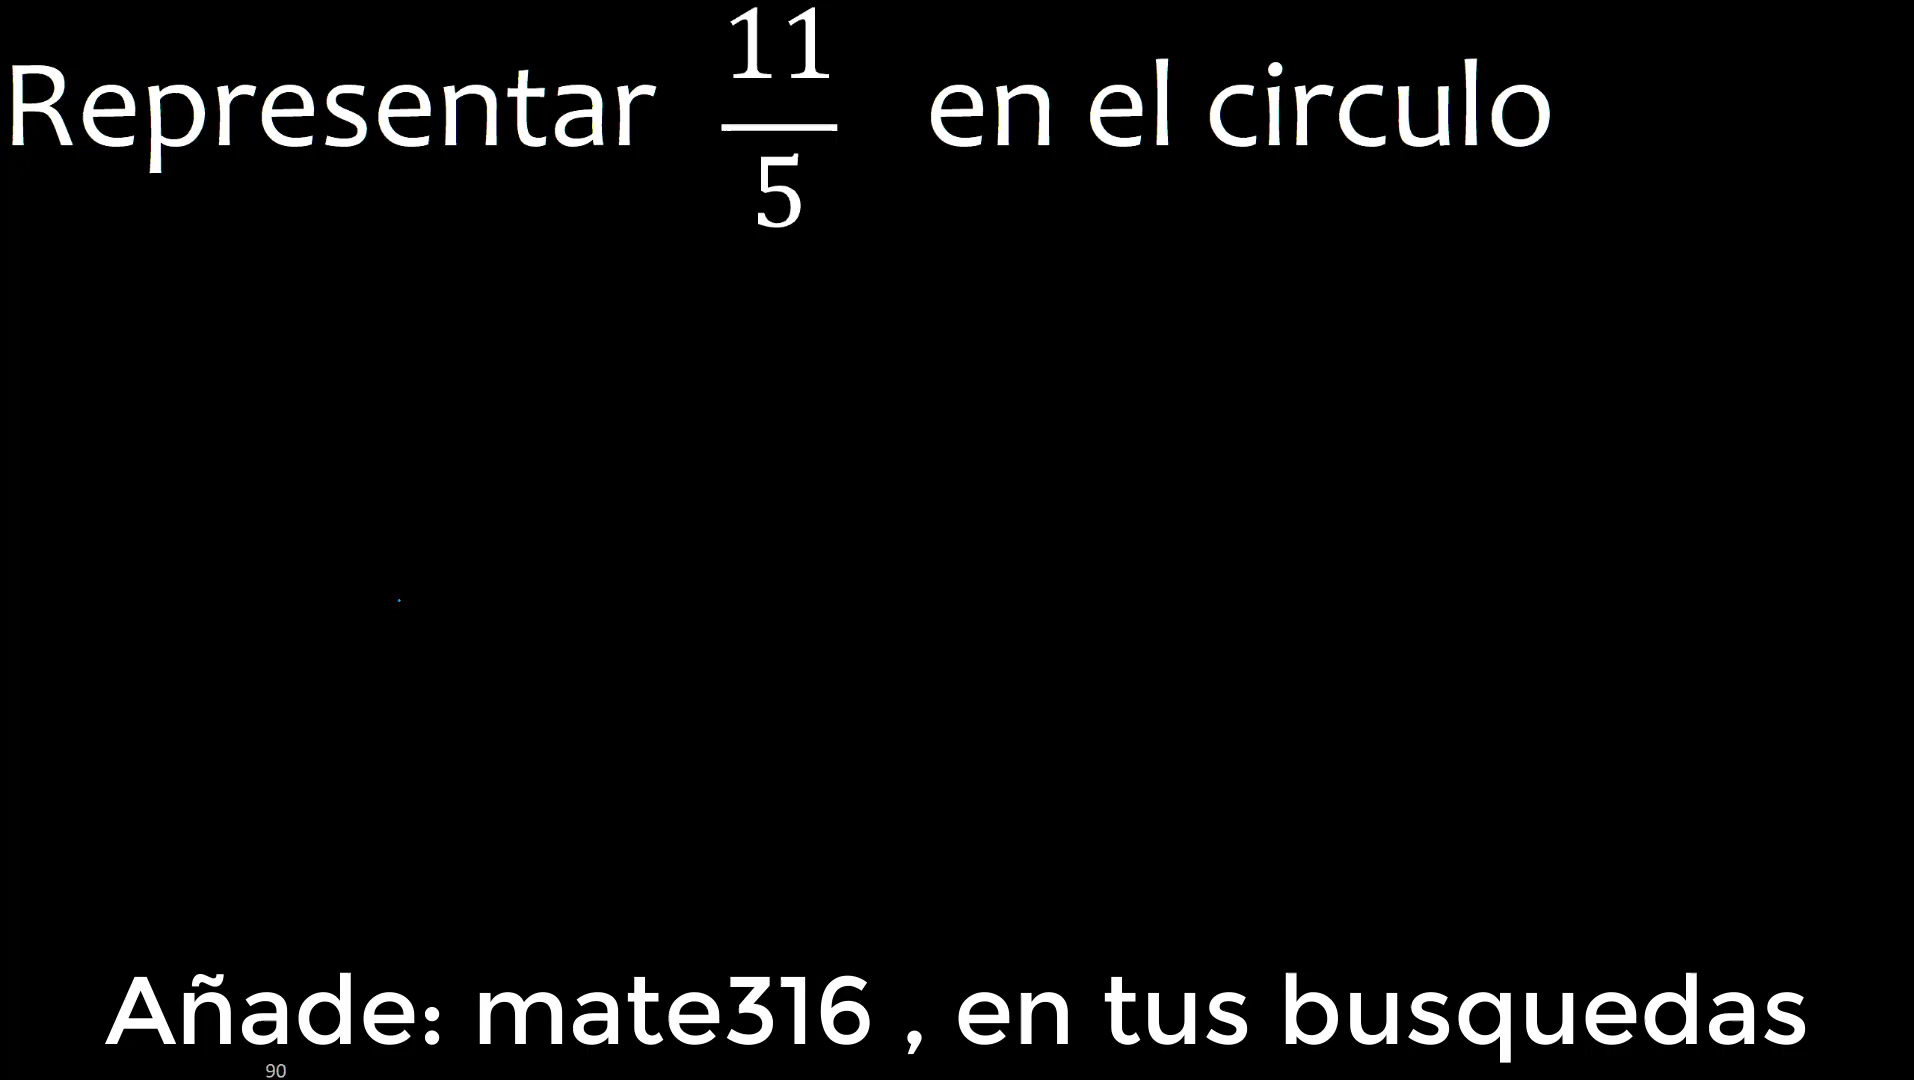 Representar 11/5 en el circulo
Añade: mate316 , en tus busquedas
90